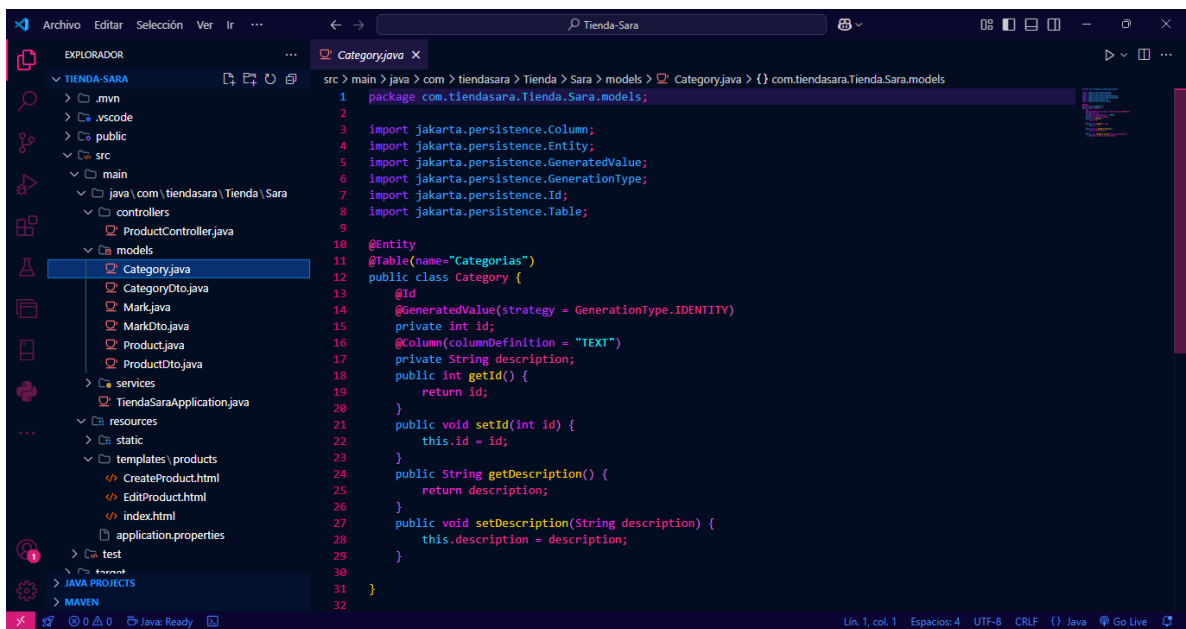 Archivo Editar Selección Ver Ir ···
Tienda-Sara
EXPLORADOR ···
TIENDA-SARA
.mvn
.vscode
public
src
main
java\com\tiendasara\Tienda\Sara
controllers
ProductController.java
models
Category.java
CategoryDto.java
Mark.java
MarkDto.java
Product.java
ProductDto.java
services
TiendaSaraApplication.java
resources
static
templates\products
CreateProduct.html
EditProduct.html
index.html
application.properties
test
target
JAVA PROJECTS
MAVEN
1
Category.java
src > main > java > com > tiendasara > Tienda > Sara > models > Category.java > {} com.tiendasara.Tienda.Sara.models
1 package com.tiendasara.Tienda.Sara.models;
2
3 import jakarta.persistence.Column;
4 import jakarta.persistence.Entity;
5 import jakarta.persistence.GeneratedValue;
6 import jakarta.persistence.GenerationType;
7 import jakarta.persistence.Id;
8 import jakarta.persistence.Table;
9
10 @Entity
11 @Table(name="Categorias")
12 public class Category {
13 @Id
14 @GeneratedValue(strategy = GenerationType.IDENTITY)
15 private int id;
16 @Column(columnDefinition = "TEXT")
17 private String description;
18 public int getId() {
19 return id;
20 }
21 public void setId(int id) {
22 this.id = id;
23 }
24 public String getDescription() {
25 return description;
26 }
27 public void setDescription(String description) {
28 this.description = description;
29 }
30
31 }
32
0 0 Java: Ready
Lín. 1, col. 1 Espacios: 4 UTF-8 CRLF {} Java Go Live